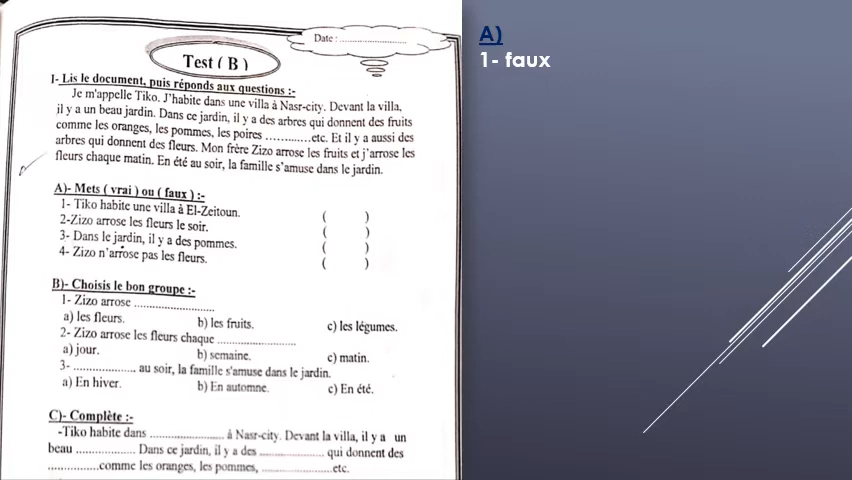 Date : ........................
Test ( B )
I- Lis le document, puis réponds aux questions :-
Je m'appelle Tiko. J'habite dans une villa à Nasr-city. Devant la villa,
il y a un beau jardin. Dans ce jardin, il y a des arbres qui donnent des fruits
comme les oranges, les pommes, les poires ............etc. Et il y a aussi des
arbres qui donnent des fleurs. Mon frère Zizo arrose les fruits et j'arrose les
fleurs chaque matin. En été au soir, la famille s'amuse dans le jardin.
A)- Mets ( vrai ) ou ( faux ) :-
1- Tiko habite une villa à El-Zeitoun. ( )
2-Zizo arrose les fleurs le soir. ( )
3- Dans le jardin, il y a des pommes. ( )
4- Zizo n'arrose pas les fleurs. ( )
B)- Choisis le bon groupe :-
1- Zizo arrose ........................
a) les fleurs. b) les fruits. c) les légumes.
2- Zizo arrose les fleurs chaque ........................
a) jour. b) semaine. c) matin.
3- .................... au soir, la famille s'amuse dans le jardin.
a) En hiver. b) En automne. c) En été.
C)- Complète :-
-Tiko habite dans ........................ à Nasr-city. Devant la villa, il y a un
beau .................. Dans ce jardin, il y a des .................... qui donnent des
................comme les oranges, les pommes, ......................etc.
A)
1- faux